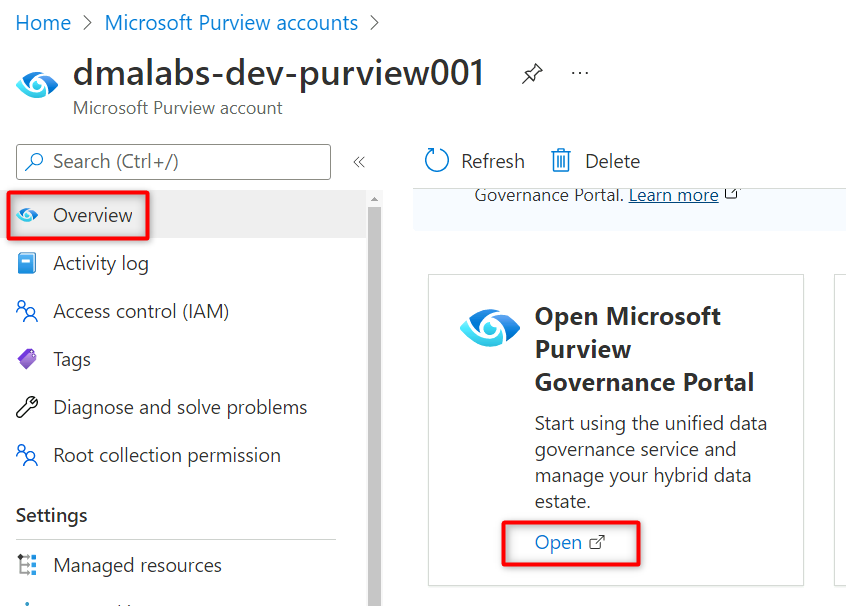 Home > Microsoft Purview accounts >
dmalabs-dev-purview001
...
Microsoft Purview account
Search (Ctrl+/)
«
Overview
Activity log
Access control (IAM)
Tags
Diagnose and solve problems
Root collection permission
Settings
Managed resources
Refresh
Delete
Governance Portal. Learn more
Open Microsoft
Purview
Governance Portal
Start using the unified data
governance service and
manage your hybrid data
estate.
Open